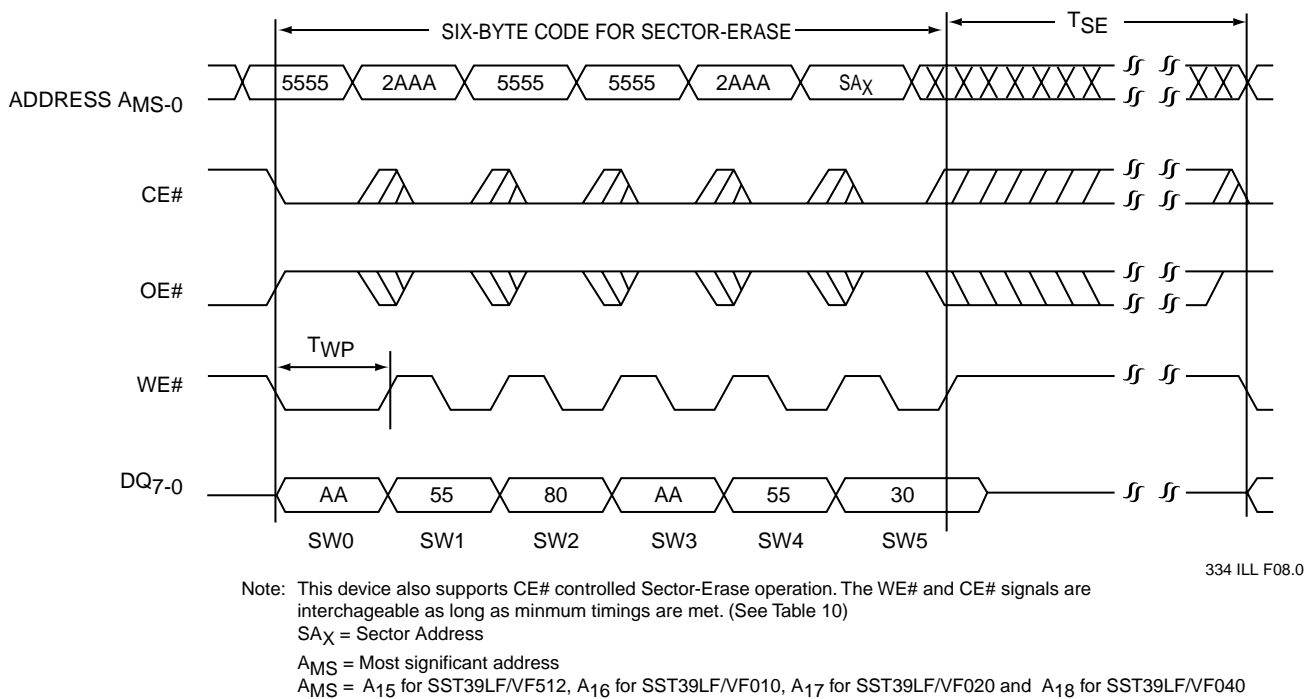 SIX-BYTE CODE FOR SECTOR-ERASE TSE
ADDRESS AMS-0 5555 2AAA 5555 5555 2AAA SAX
CE#
OE#
TWP
WE#
DQ7-0 AA 55 80 AA 55 30
SW0 SW1 SW2 SW3 SW4 SW5
334 ILL F08.0
Note: This device also supports CE# controlled Sector-Erase operation. The WE# and CE# signals are
interchageable as long as minmum timings are met. (See Table 10)
SAX = Sector Address
AMS = Most significant address
AMS = A15 for SST39LF/VF512, A16 for SST39LF/VF010, A17 for SST39LF/VF020 and A18 for SST39LF/VF040